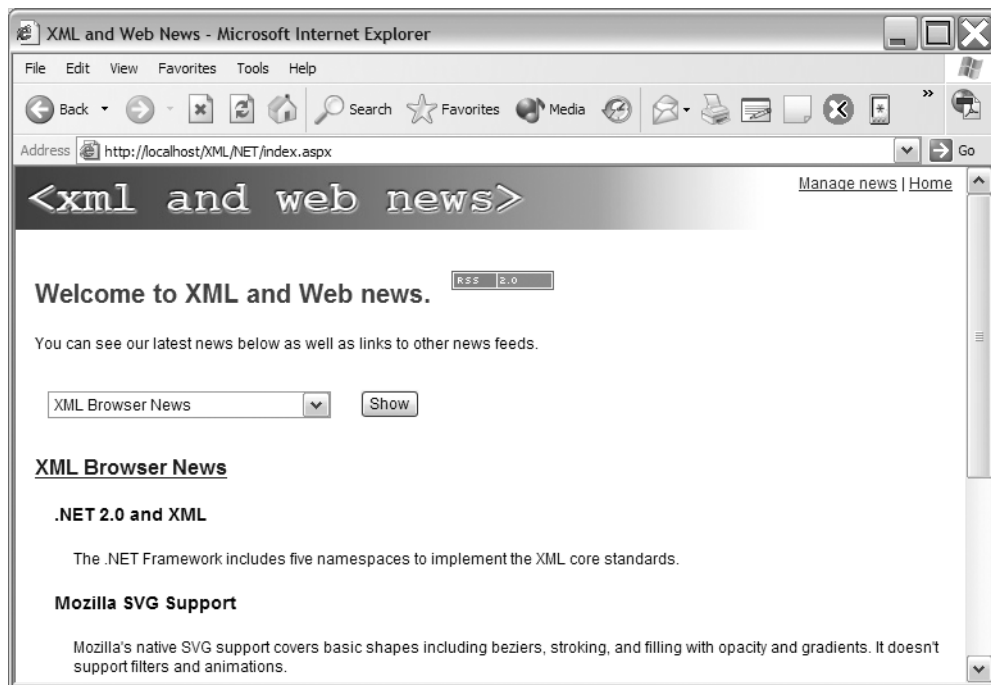 XML and Web News - Microsoft Internet Explorer
File Edit View Favorites Tools Help
Back Search Favorites Media »
Address http://localhost/XML/NET/index.aspx Go
<xml and web news>
Manage news | Home
Welcome to XML and Web news.
RSS 2.0
You can see our latest news below as well as links to other news feeds.
XML Browser News
Show
XML Browser News
.NET 2.0 and XML
The .NET Framework includes five namespaces to implement the XML core standards.
Mozilla SVG Support
Mozilla's native SVG support covers basic shapes including beziers, stroking, and filling with opacity and gradients. It doesn't
support filters and animations.